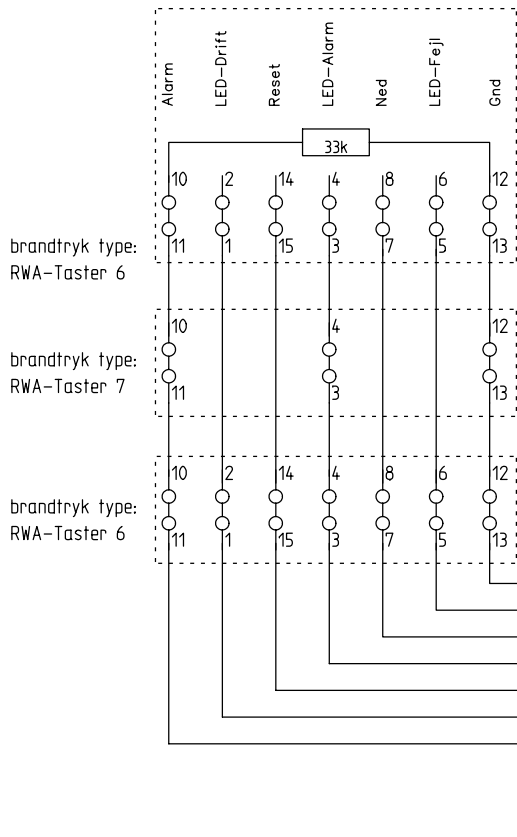 Alarm
LED-Drift
Reset
LED-Alarm
Ned
LED-Fejl
Gnd
33k
10 2 14 4 8 6 12
11 1 15 3 7 5 13
brandtryk type:
RWA-Taster 6
10 4 12
brandtryk type:
RWA-Taster 7
11 3 13
10 2 14 4 8 6 12
brandtryk type:
RWA-Taster 6
11 1 15 3 7 5 13